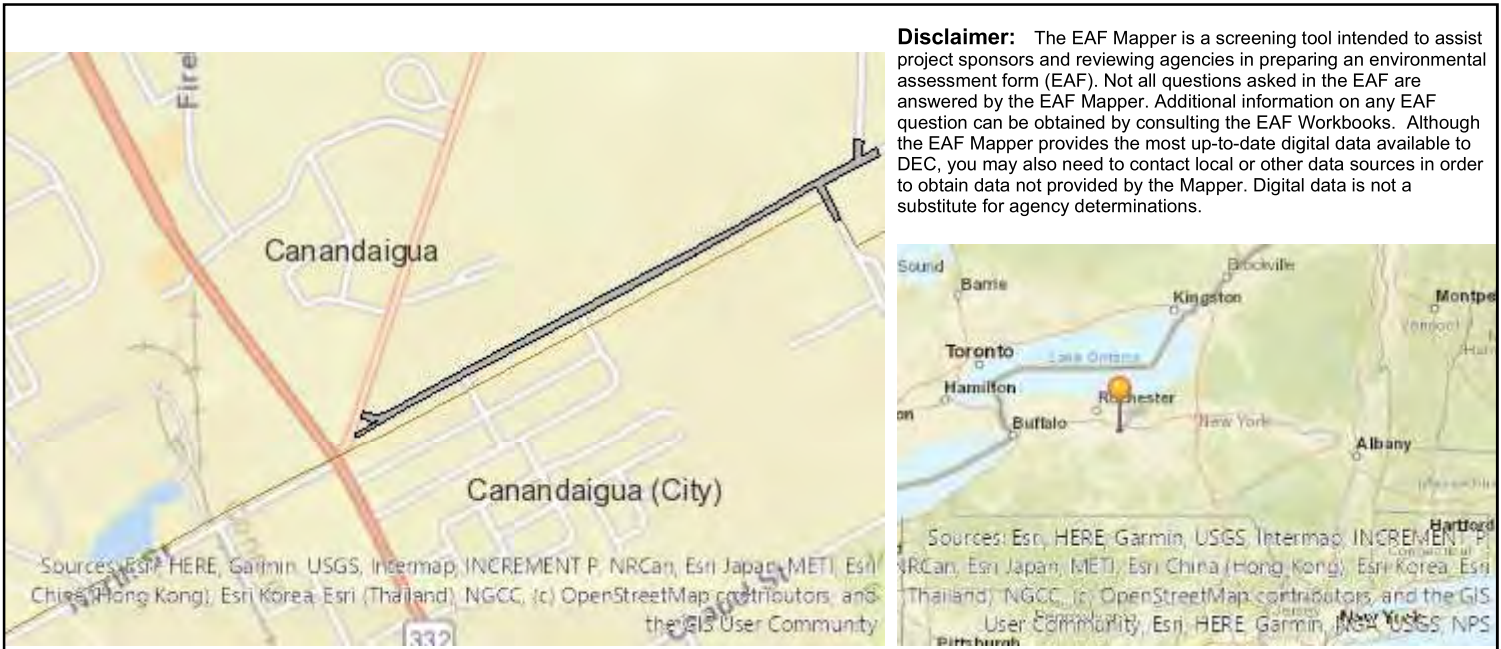 Disclaimer: The EAF Mapper is a screening tool intended to assist
project sponsors and reviewing agencies in preparing an environmental
assessment form (EAF). Not all questions asked in the EAF are
answered by the EAF Mapper. Additional information on any EAF
question can be obtained by consulting the EAF Workbooks. Although
the EAF Mapper provides the most up-to-date digital data available to
DEC, you may also need to contact local or other data sources in order
to obtain data not provided by the Mapper. Digital data is not a
substitute for agency determinations.
Fire
Canandaigua
Canandaigua (City)
Sources: Esri, HERE, Garmin, USGS, Intermap, INCREMENT P, NRCan, Esri Japan, METI, Esri
China (Hong Kong), Esri Korea, Esri (Thailand), NGCC, (c) OpenStreetMap contributors, and
the GIS User Community
332
Sound
Barrie
Brockville
Kingston
Montpe
Toronto
Lake Ontario
Hamilton
Rochester
on
Buffalo
New York
Albany
Hartford
Sources: Esri, HERE, Garmin, USGS, Intermap, INCREMENT P,
NRCan, Esri Japan, METI, Esri China (Hong Kong), Esri Korea, Esri
(Thailand), NGCC, (c) OpenStreetMap contributors, and the GIS
User Community, Esri, HERE, Garmin, NGA, USGS, NPS
New York
Pittsburgh